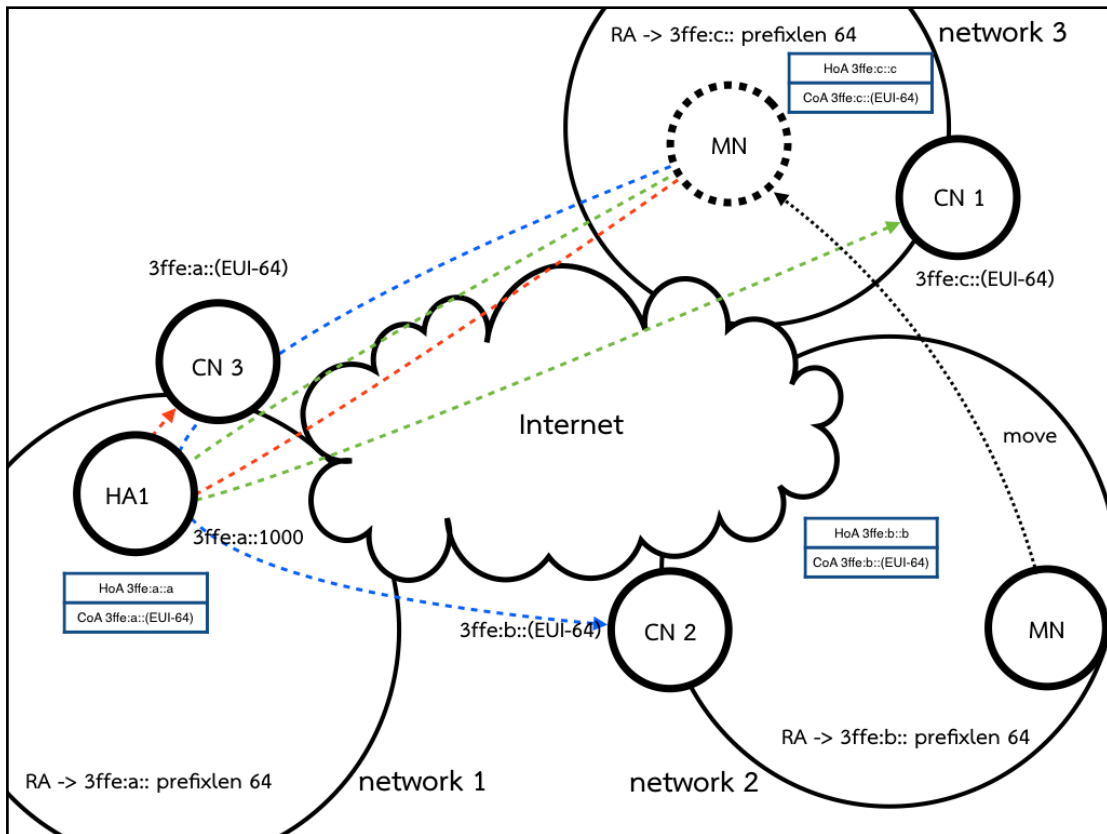 RA -> 3ffe:c:: prefixlen 64
network 3
HoA 3ffe:c::c
CoA 3ffe:c::(EUI-64)
MN
CN 1
3ffe:c::(EUI-64)
3ffe:a::(EUI-64)
CN 3
Internet
move
HA1
3ffe:a::1000
HoA 3ffe:b::b
CoA 3ffe:b::(EUI-64)
HoA 3ffe:a::a
CoA 3ffe:a::(EUI-64)
3ffe:b::(EUI-64)
CN 2
MN
RA -> 3ffe:b:: prefixlen 64
RA -> 3ffe:a:: prefixlen 64
network 1
network 2